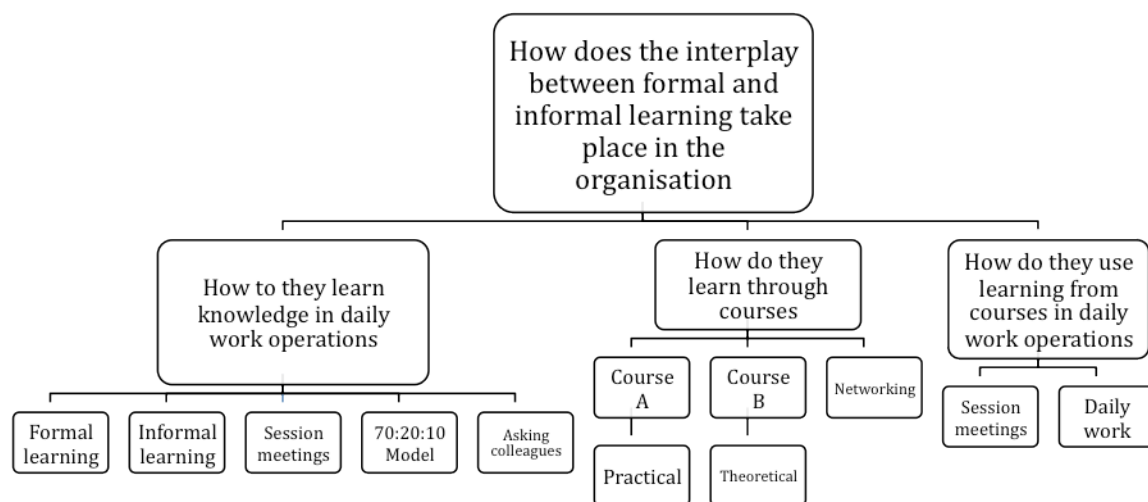 How does the interplay
between formal and
informal learning take
place in the
organisation
How to they learn
knowledge in daily
work operations
How do they
learn through
courses
How do they use
learning from
courses in daily
work operations
Formal
learning
Informal
learning
Session
meetings
70:20:10
Model
Asking
colleagues
Course
A
Course
B
Networking
Practical
Theoretical
Session
meetings
Daily
work